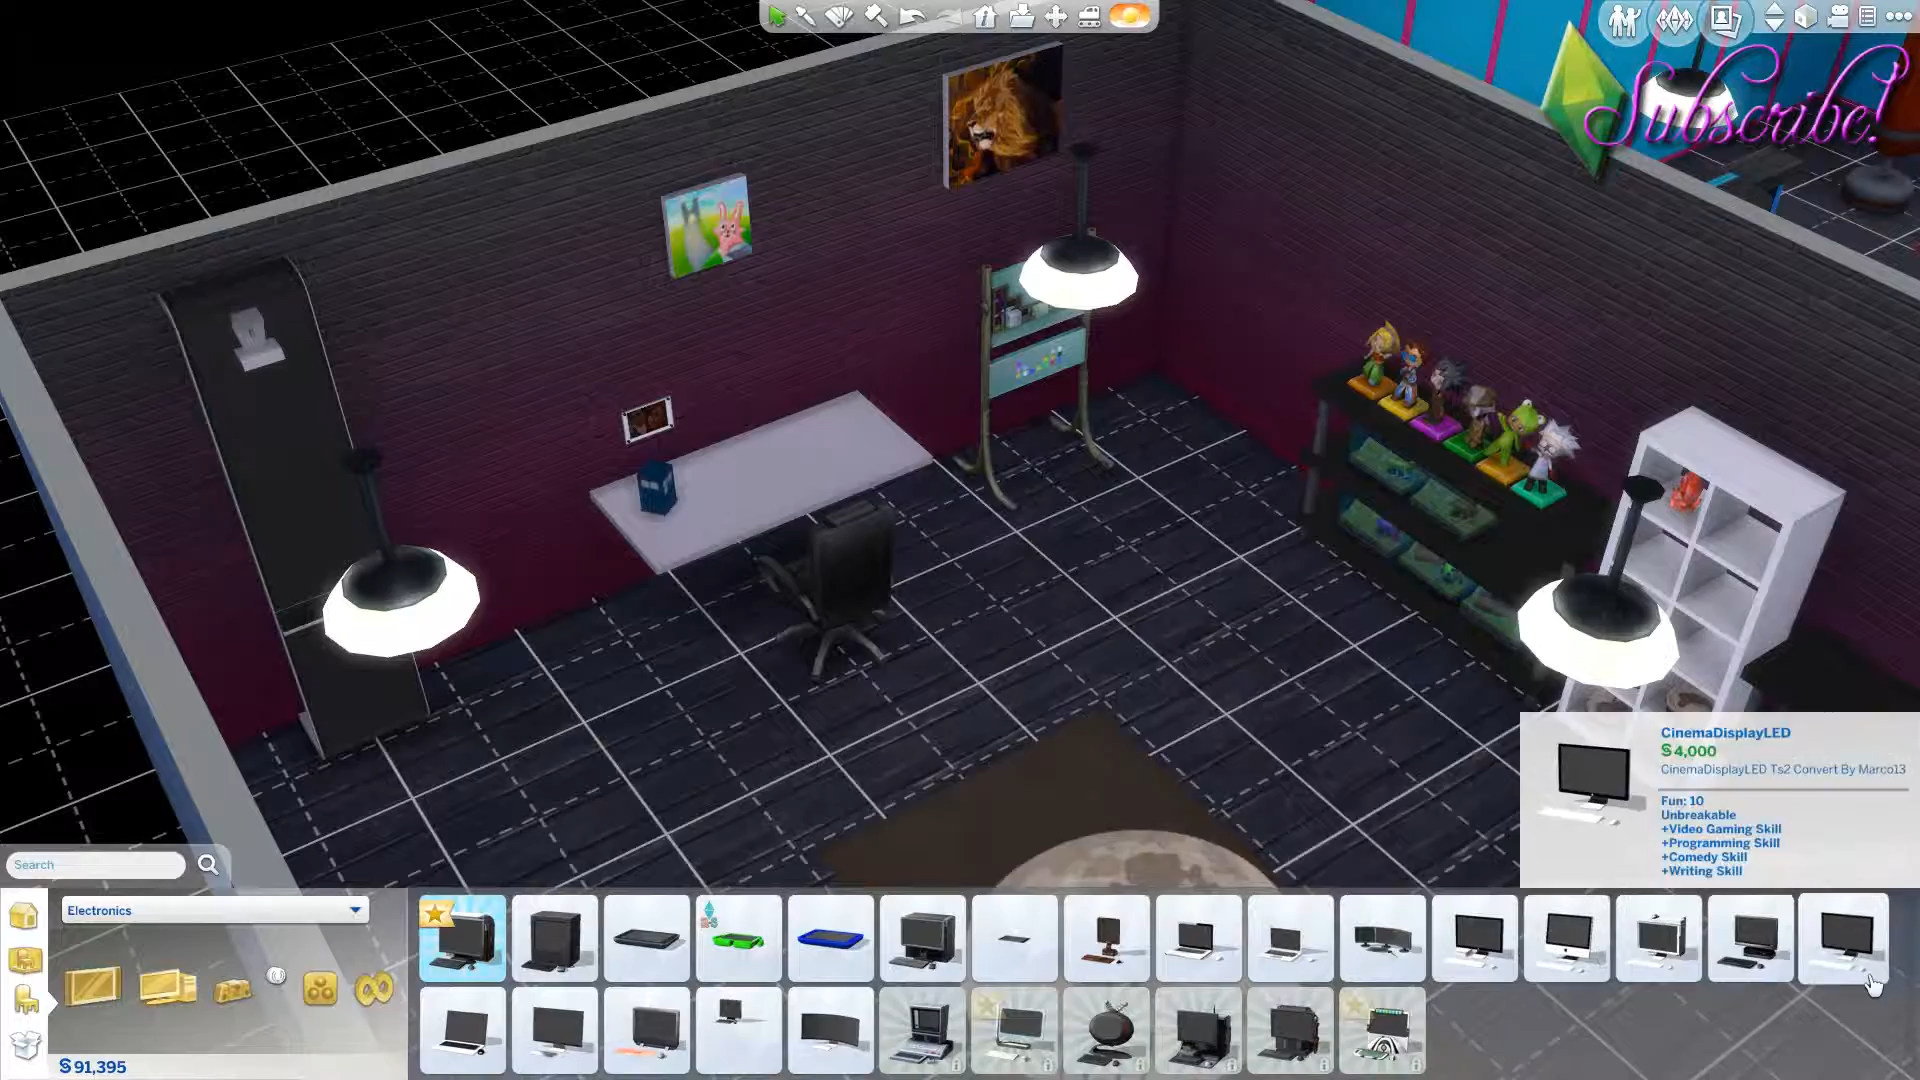 Subscribe!
CinemaDisplayLED
§4,000
CinemaDisplayLED Ts2 Convert By Marco13
Fun: 10
Unbreakable
+Video Gaming Skill
+Programming Skill
+Comedy Skill
+Writing Skill
Search
Electronics
§91,395